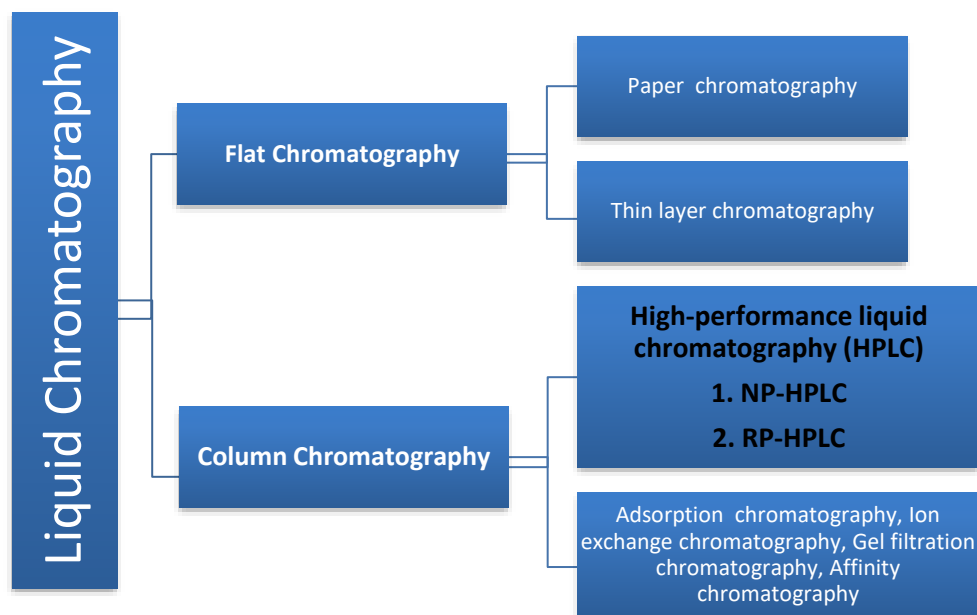 Liquid Chromatography
Flat Chromatography
Paper chromatography
Thin layer chromatography
Column Chromatography
High-performance liquid
chromatography (HPLC)
1. NP-HPLC
2. RP-HPLC
Adsorption chromatography, Ion
exchange chromatography, Gel filtration
chromatography, Affinity
chromatography